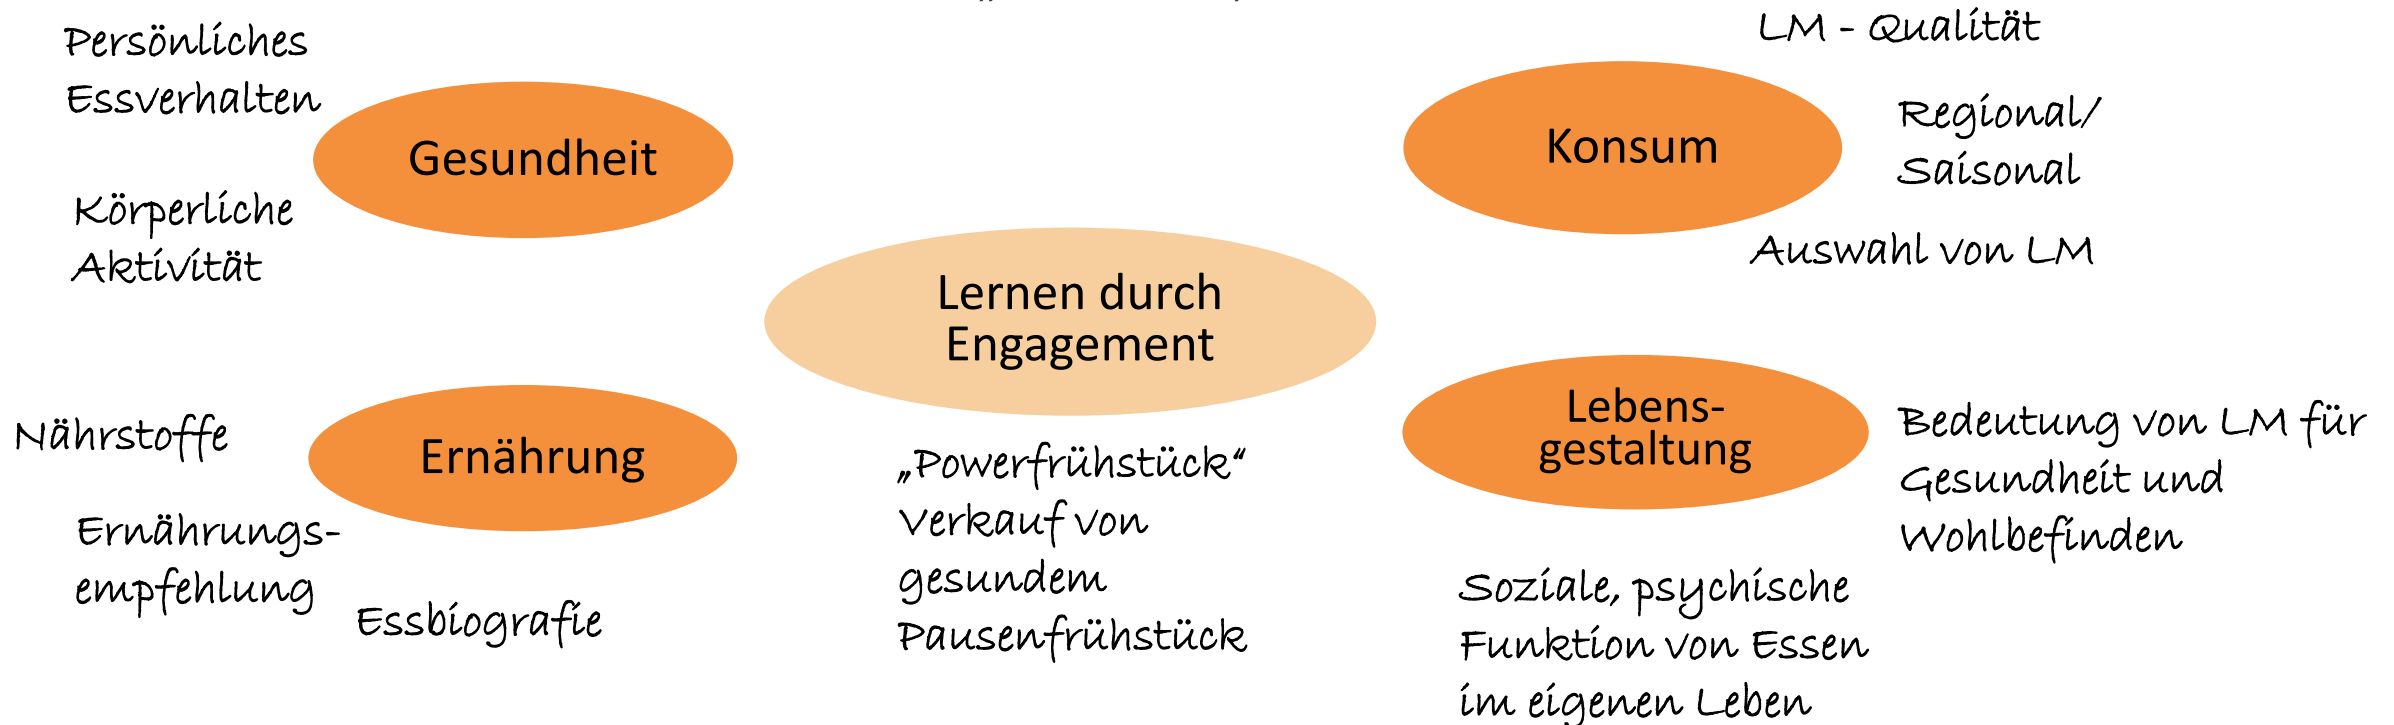 Persönliches
Essverhalten
Gesundheit
Körperliche
Aktivität
LM - Qualität
Konsum
Regional/
Saisonal
Auswahl von LM
Lernen durch
Engagement
„Powerfrühstück“
Verkauf von
gesundem
Pausenfrühstück
Nährstoffe
Ernährung
Ernährungs-
empfehlung
Essbiografie
Lebens-
gestaltung
Bedeutung von LM für
Gesundheit und
Wohlbefinden
Soziale, psychische
Funktion von Essen
im eigenen Leben